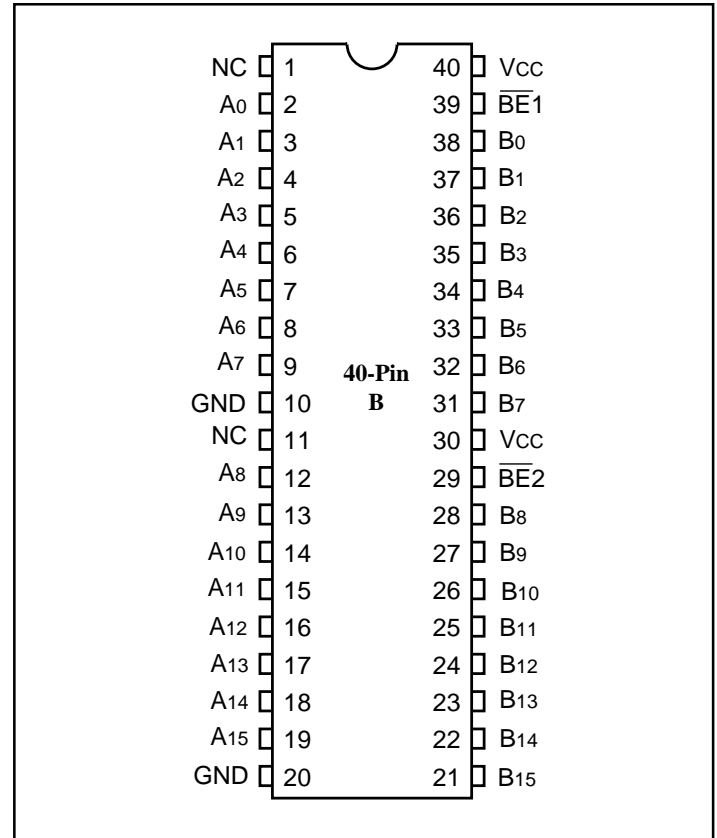 NC 1 40 Vcc
A0 2 39 B̅E̅1
A1 3 38 B0
A2 4 37 B1
A3 5 36 B2
A4 6 35 B3
A5 7 34 B4
A6 8 33 B5
A7 9 40-Pin 32 B6
GND 10 B 31 B7
NC 11 30 Vcc
A8 12 29 B̅E̅2
A9 13 28 B8
A10 14 27 B9
A11 15 26 B10
A12 16 25 B11
A13 17 24 B12
A14 18 23 B13
A15 19 22 B14
GND 20 21 B15